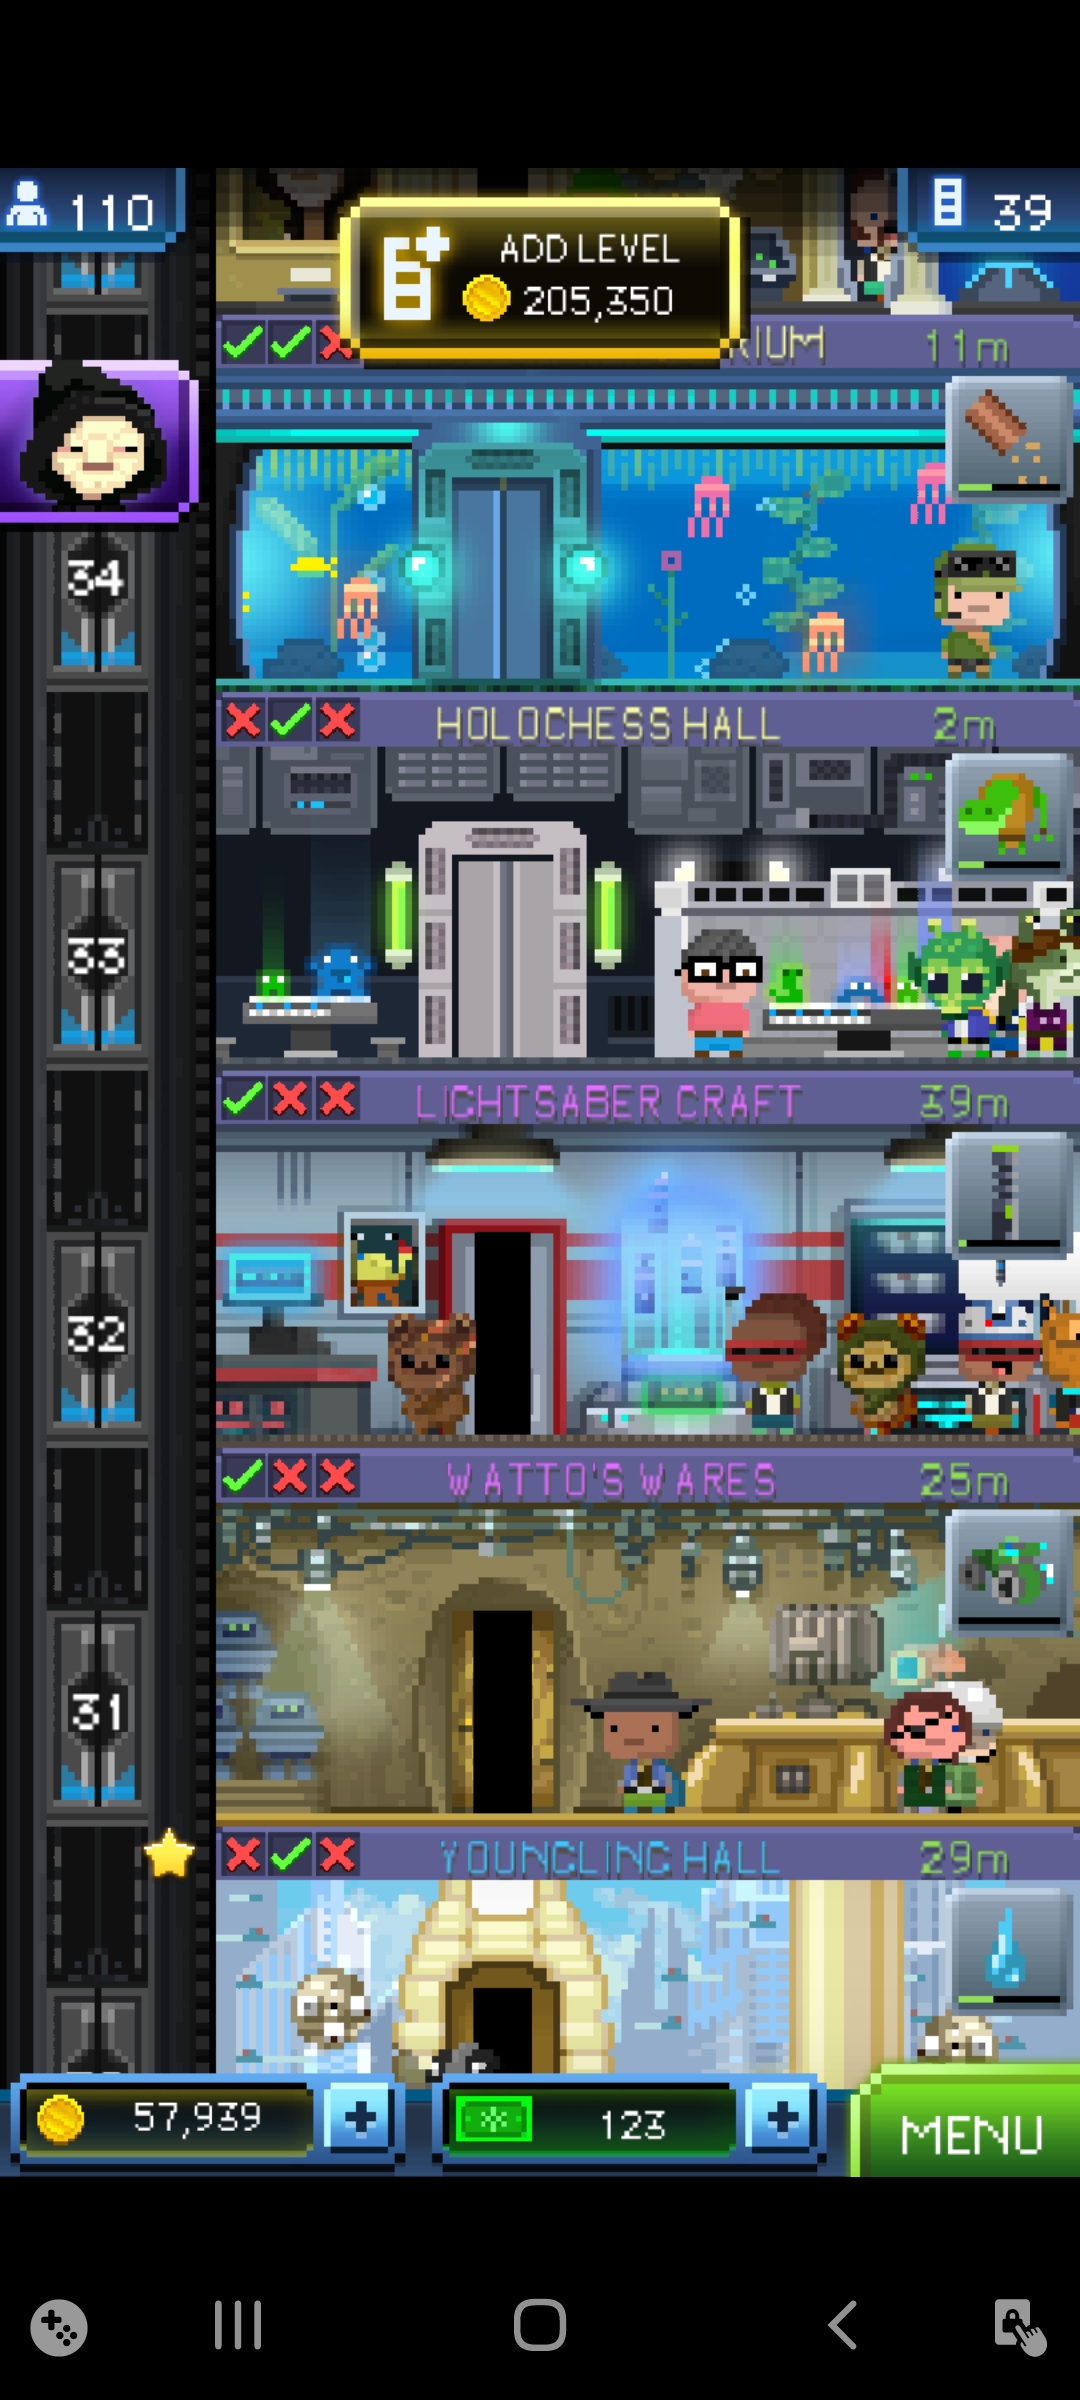 110
39
ADD LEVEL
205,350
RIUM 11m
34
HOLOCHESS HALL 2m
33
LIGHTSABER CRAFT 39m
32
WATTO'S WARES 25m
31
YOUNGLING HALL 29m
57,939
123
MENU